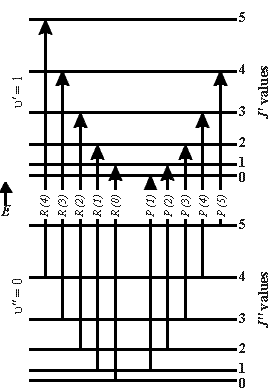 5
4
3
2
1
0
υ' = 1
f' values
E
R (4)
R (3)
R (2)
R (1)
R (0)
P (1)
P (2)
P (3)
P (4)
P (5)
5
4
3
2
1
0
υ'' = 0
f'' values